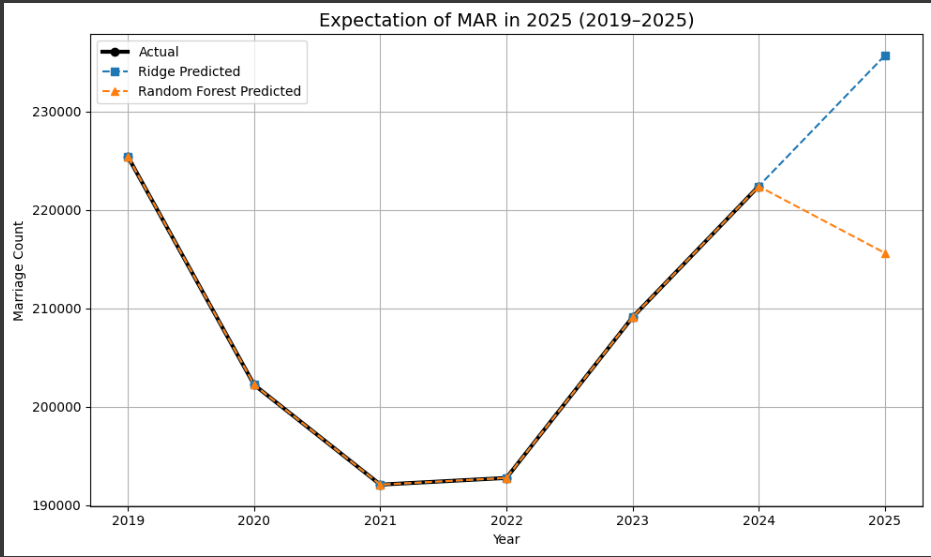 Expectation of MAR in 2025 (2019–2025)
Actual
Ridge Predicted
Random Forest Predicted
230000
220000
210000
200000
190000
Marriage Count
2019 2020 2021 2022 2023 2024 2025
Year